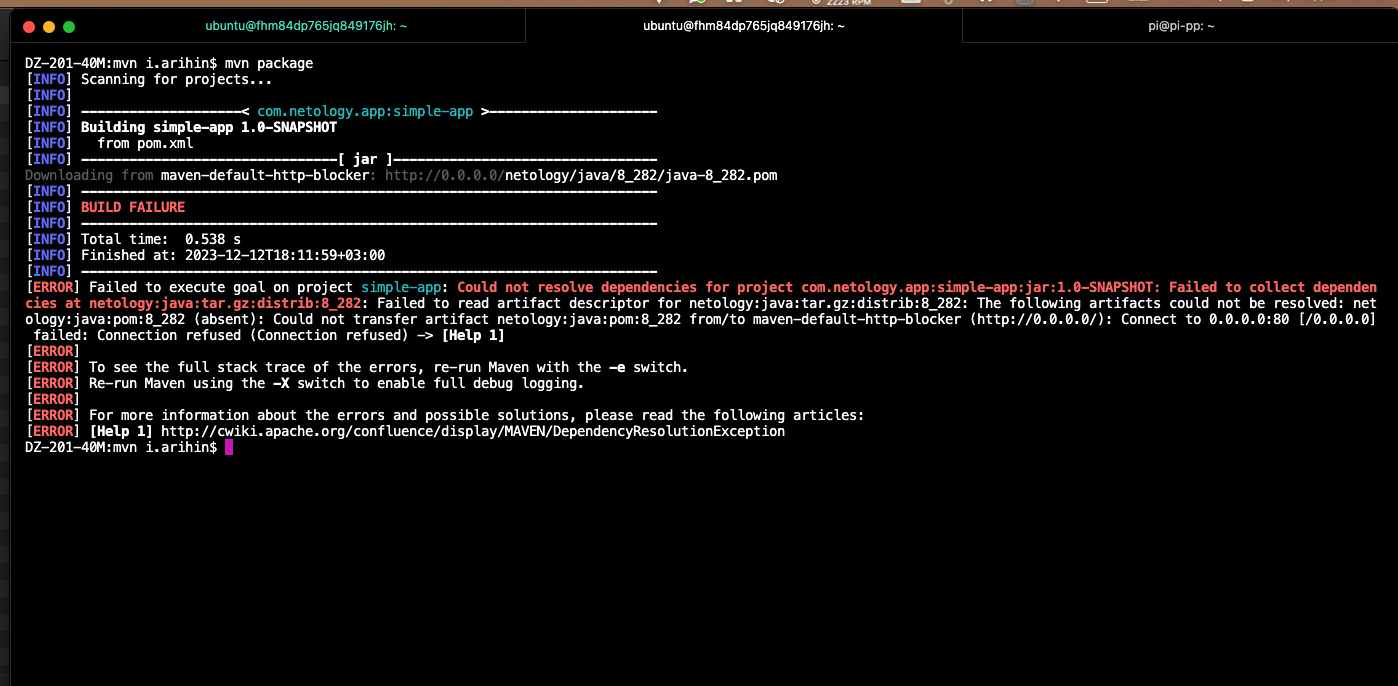 2223 RPM
ubuntu@fhm84dp765jq849176jh: ~
ubuntu@fhm84dp765jq849176jh: ~
pi@pi-pp: ~
DZ-201-40M:mvn i.arihin$ mvn package
[INFO] Scanning for projects...
[INFO]
[INFO] --------------------< com.netology.app:simple-app >---------------------
[INFO] Building simple-app 1.0-SNAPSHOT
[INFO]   from pom.xml
[INFO] --------------------------------[ jar ]---------------------------------
Downloading from maven-default-http-blocker: http://0.0.0.0/netology/java/8_282/java-8_282.pom
[INFO] ------------------------------------------------------------------------
[INFO] BUILD FAILURE
[INFO] ------------------------------------------------------------------------
[INFO] Total time:  0.538 s
[INFO] Finished at: 2023-12-12T18:11:59+03:00
[INFO] ------------------------------------------------------------------------
[ERROR] Failed to execute goal on project simple-app: Could not resolve dependencies for project com.netology.app:simple-app:jar:1.0-SNAPSHOT: Failed to collect dependen
cies at netology:java:tar.gz:distrib:8_282: Failed to read artifact descriptor for netology:java:tar.gz:distrib:8_282: The following artifacts could not be resolved: net
ology:java:pom:8_282 (absent): Could not transfer artifact netology:java:pom:8_282 from/to maven-default-http-blocker (http://0.0.0.0/): Connect to 0.0.0.0:80 [/0.0.0.0]
 failed: Connection refused (Connection refused) -> [Help 1]
[ERROR]
[ERROR] To see the full stack trace of the errors, re-run Maven with the -e switch.
[ERROR] Re-run Maven using the -X switch to enable full debug logging.
[ERROR]
[ERROR] For more information about the errors and possible solutions, please read the following articles:
[ERROR] [Help 1] http://cwiki.apache.org/confluence/display/MAVEN/DependencyResolutionException
DZ-201-40M:mvn i.arihin$